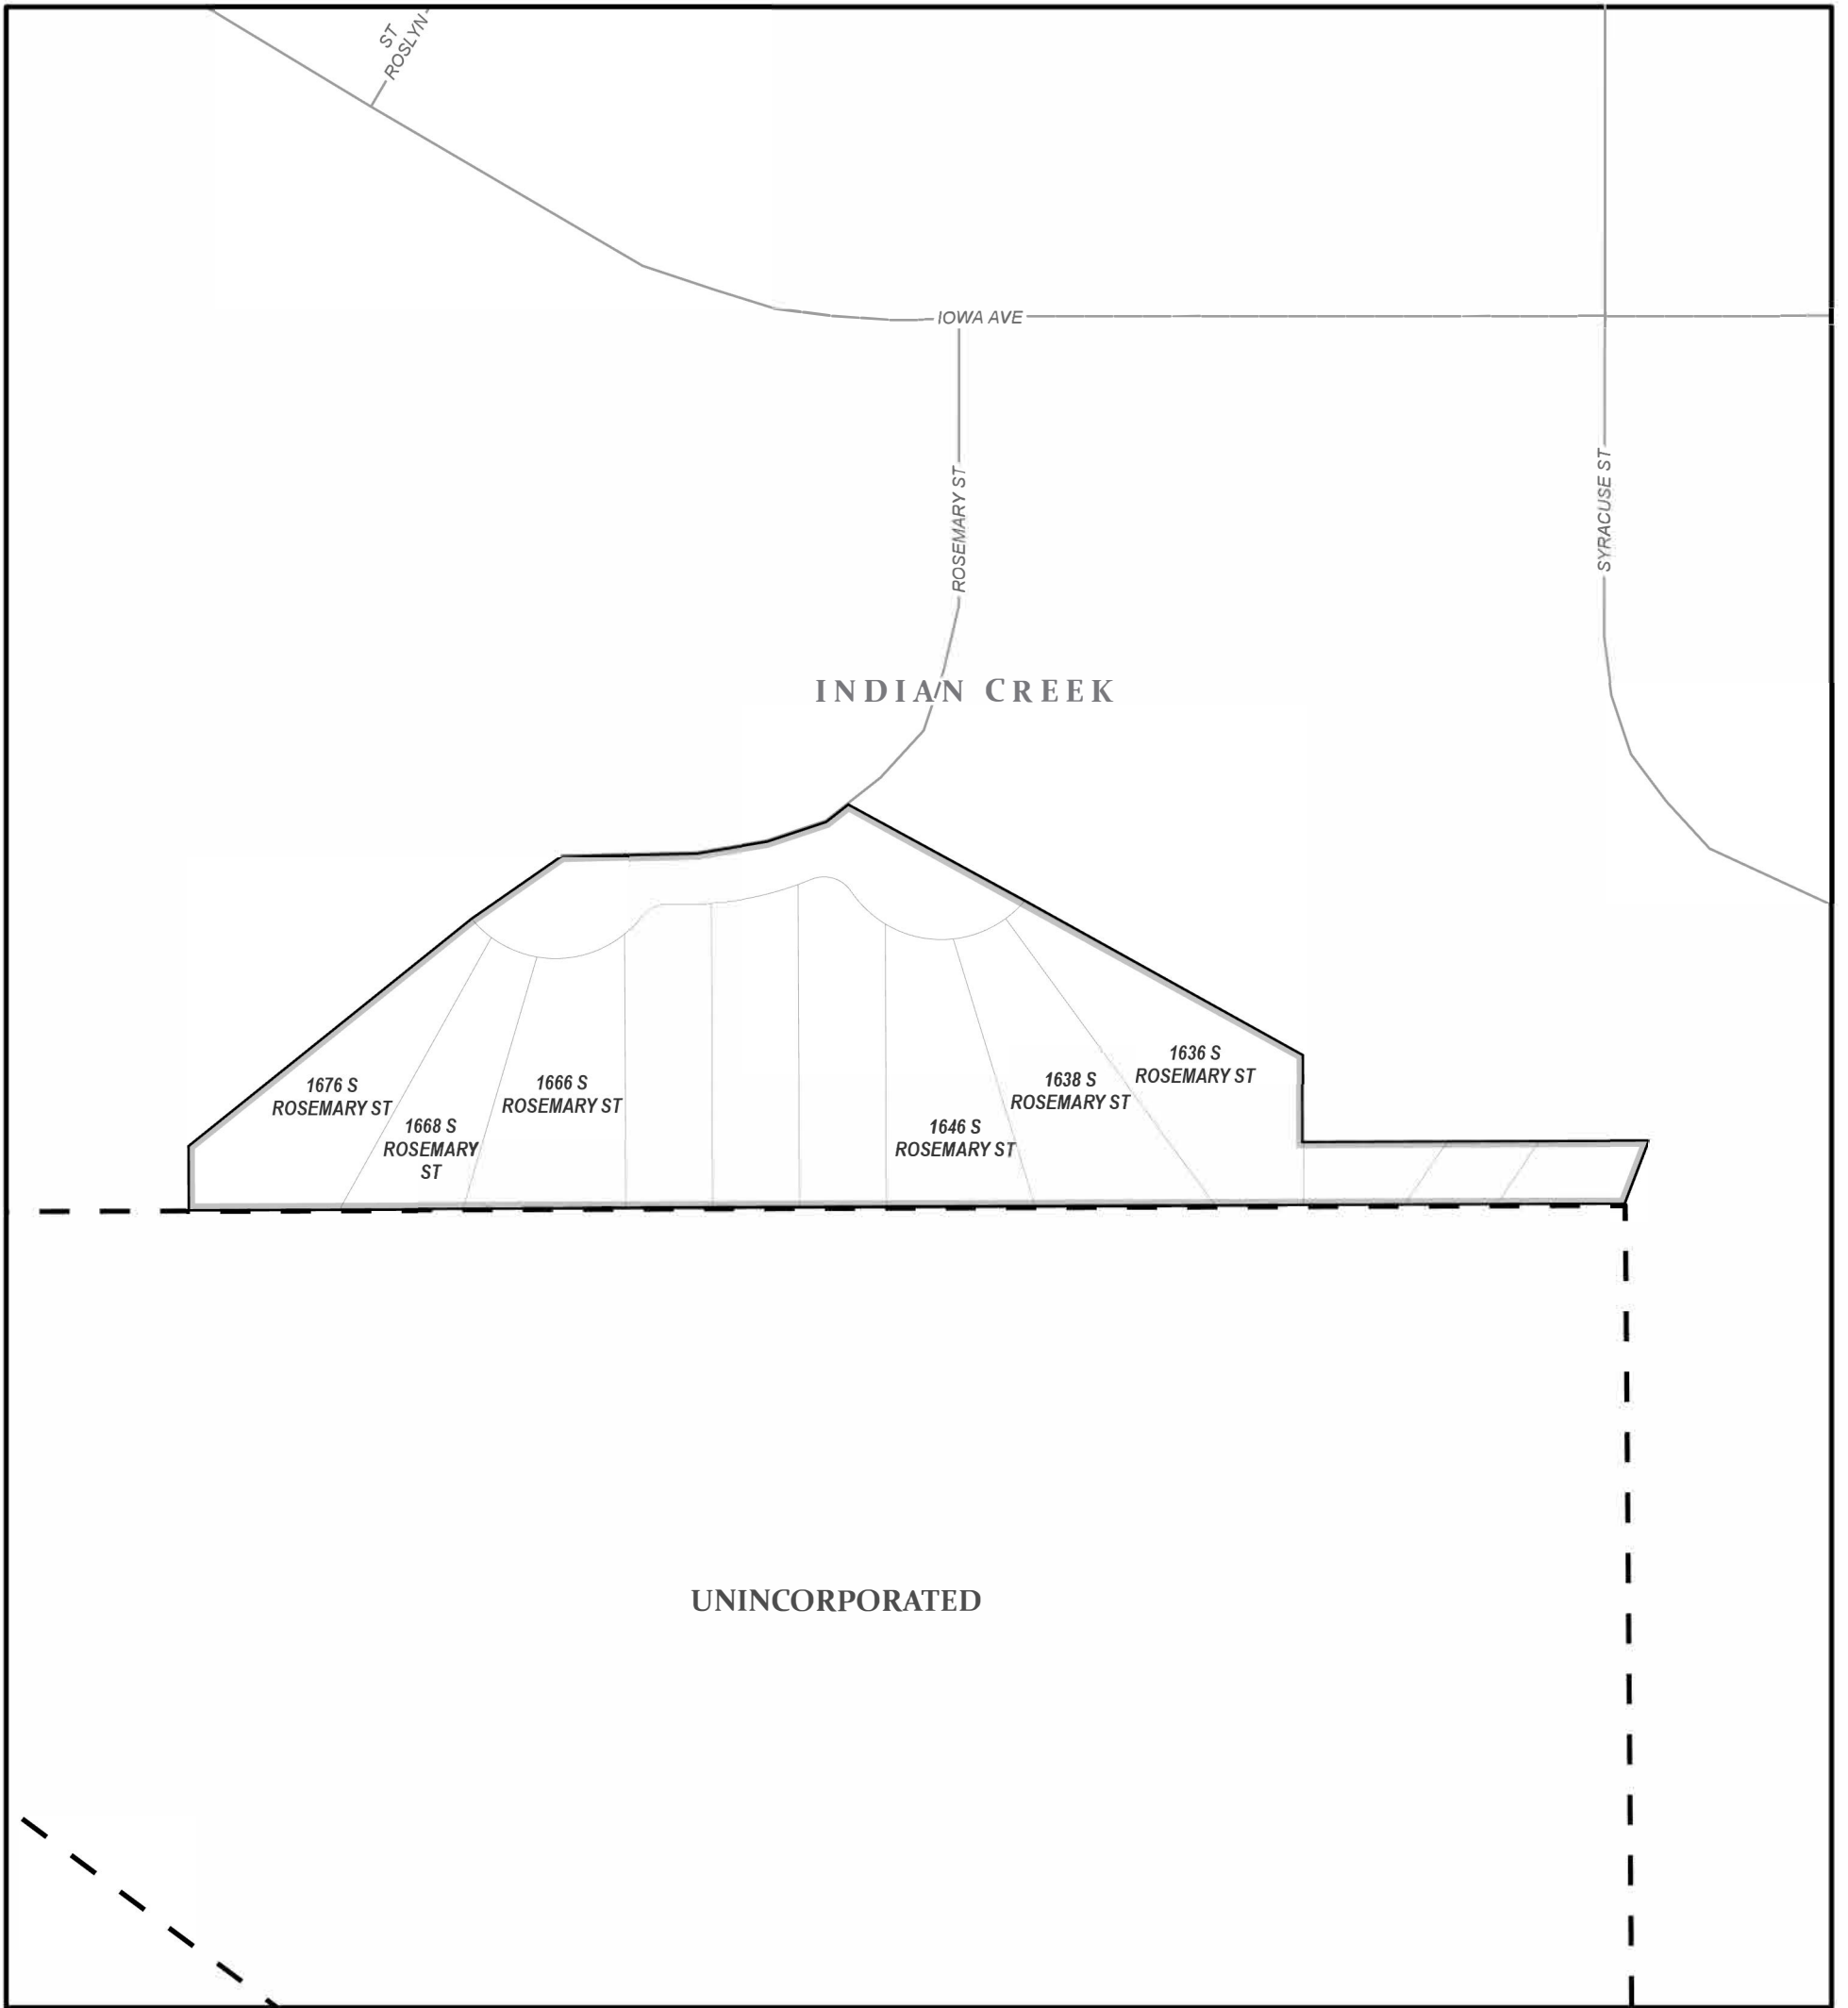 ST
ROSLYN
IOWA AVE
ROSEMARY ST
SYRACUSE ST
INDIAN CREEK
1636 S
ROSEMARY ST
1638 S
ROSEMARY ST
1676 S
ROSEMARY ST
1666 S
ROSEMARY ST
1668 S
ROSEMARY
ST
1646 S
ROSEMARY ST
UNINCORPORATED